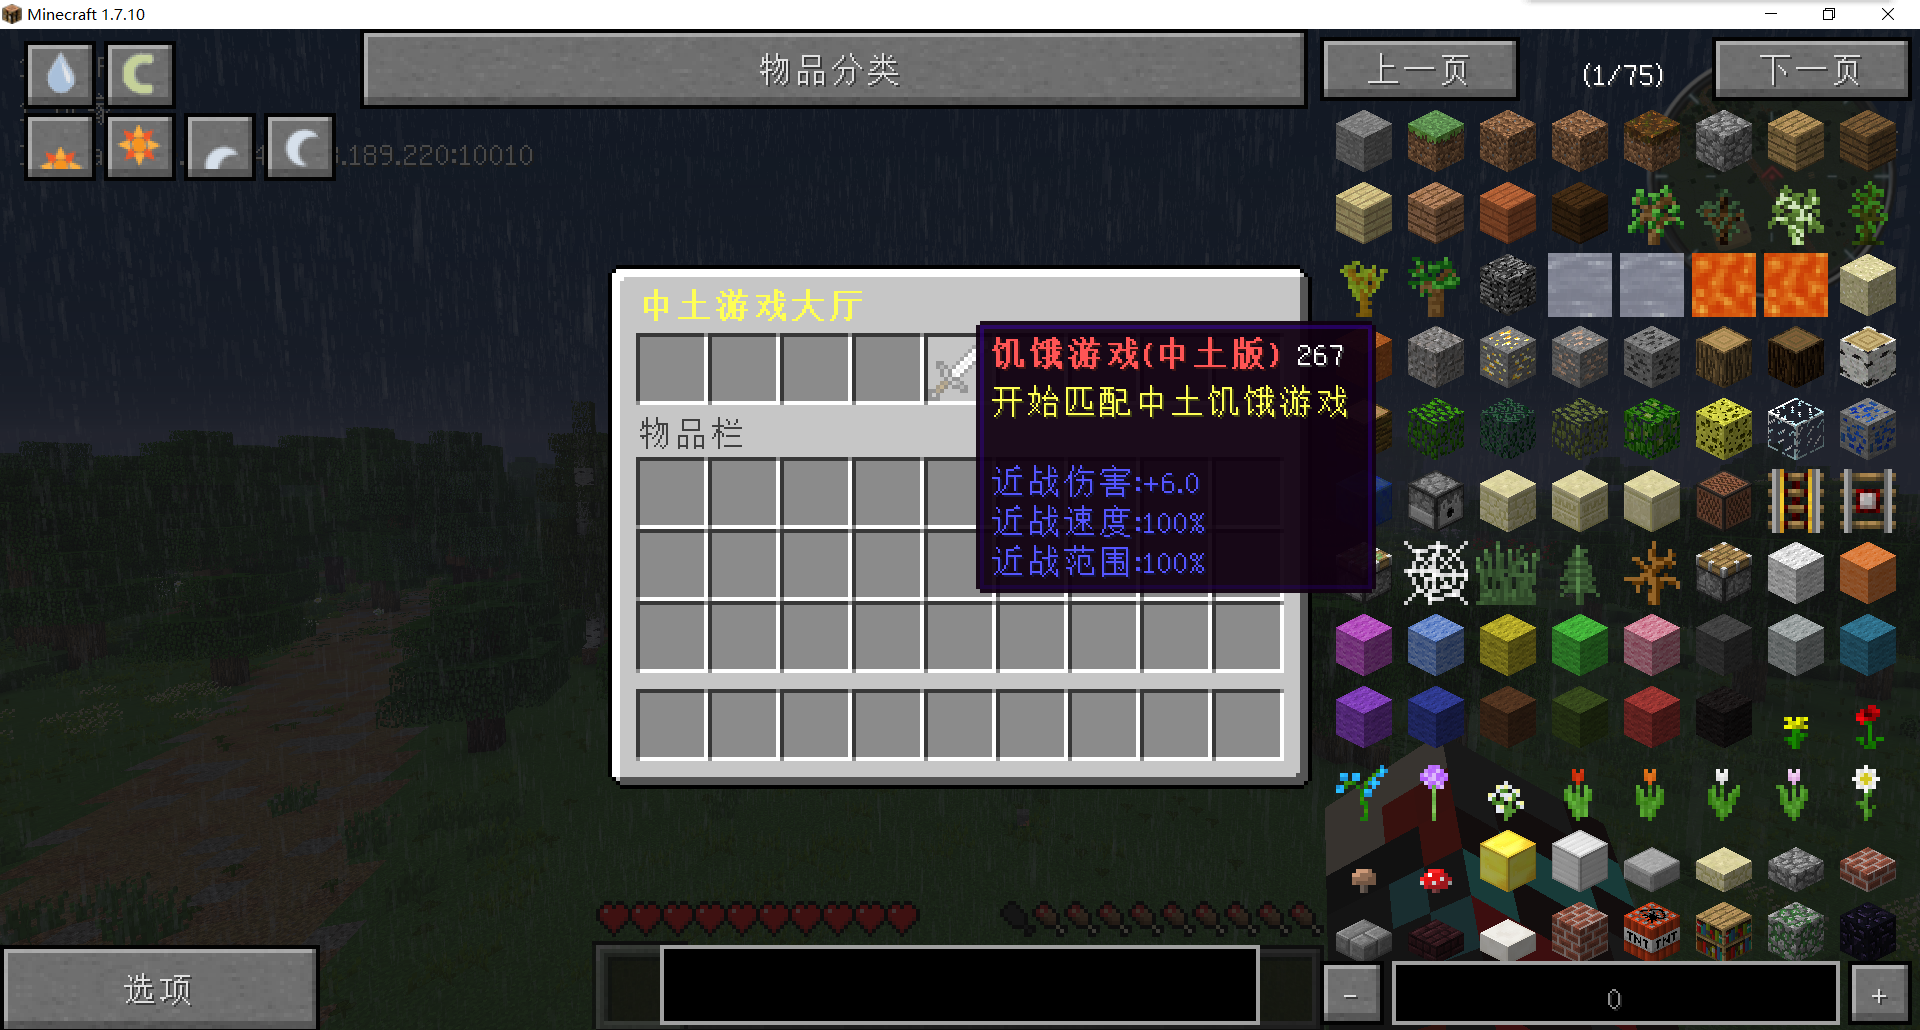 Minecraft 1.7.10
物品分类
上一页
(1/75)
下一页
.189.220:10010
中土游戏大厅
饥饿游戏(中土版) 267
开始匹配中土饥饿游戏
物品栏
近战伤害:+6.0
近战速度:100%
近战范围:100%
TNT TNT
选项
-
0
+